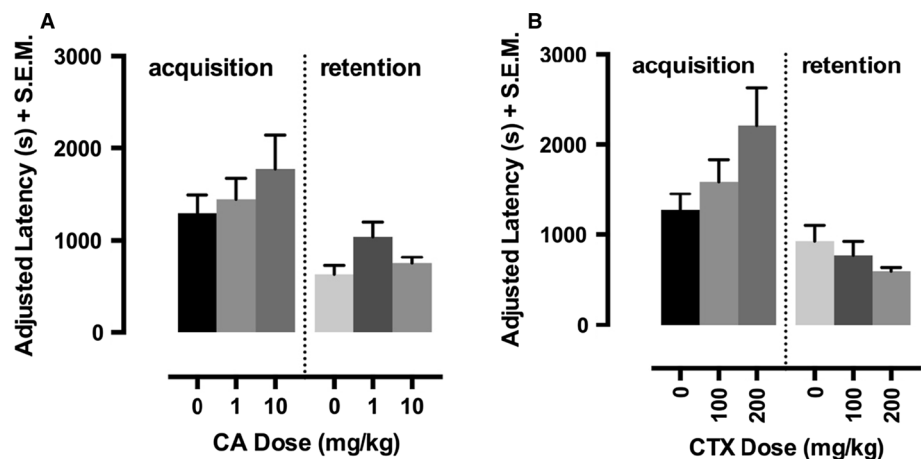 A
Adjusted Latency (s) + S.E.M.
3000
2000
1000
0
acquisition
retention
0 1 10 0 1 10
CA Dose (mg/kg)
B
Adjusted Latency (s) + S.E.M.
3000
2000
1000
0
acquisition
retention
0 100 200 0 100 200
CTX Dose (mg/kg)